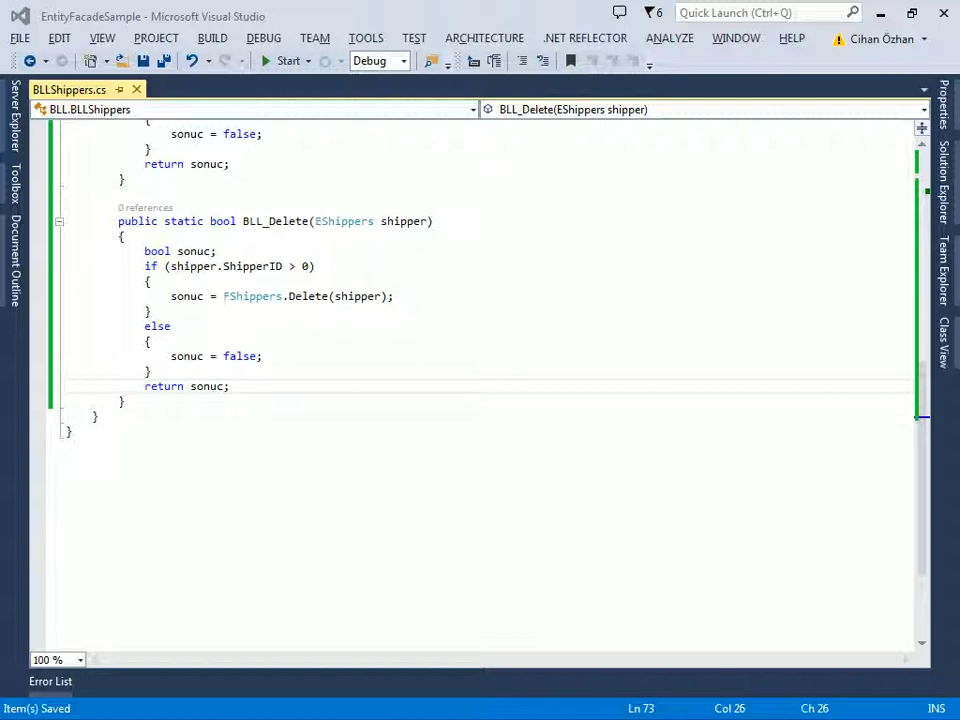 EntityFacadeSample - Microsoft Visual Studio
6
Quick Launch (Ctrl+Q)
FILE EDIT VIEW PROJECT BUILD DEBUG TEAM TOOLS TEST ARCHITECTURE .NET REFLECTOR ANALYZE WINDOW HELP Cihan Özhan
Start Debug
BLLShippers.cs
BLL.BLLShippers BLL_Delete(EShippers shipper)
{
sonuc = false;
}
return sonuc;
}
0 references
public static bool BLL_Delete(EShippers shipper)
{
bool sonuc;
if (shipper.ShipperID > 0)
{
sonuc = FShippers.Delete(shipper);
}
else
{
sonuc = false;
}
return sonuc;
}
}
}
Server Explorer
Toolbox
Document Outline
Properties
Solution Explorer
Team Explorer
Class View
100 %
Error List
Item(s) Saved Ln 73 Col 26 Ch 26 INS